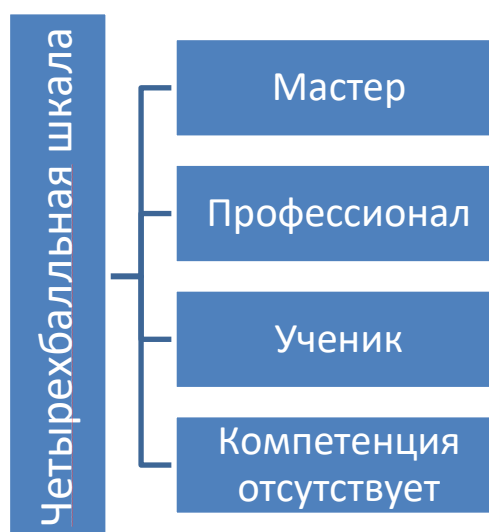 Четырехбалльная шкала
Мастер
Профессионал
Ученик
Компетенция
отсутствует